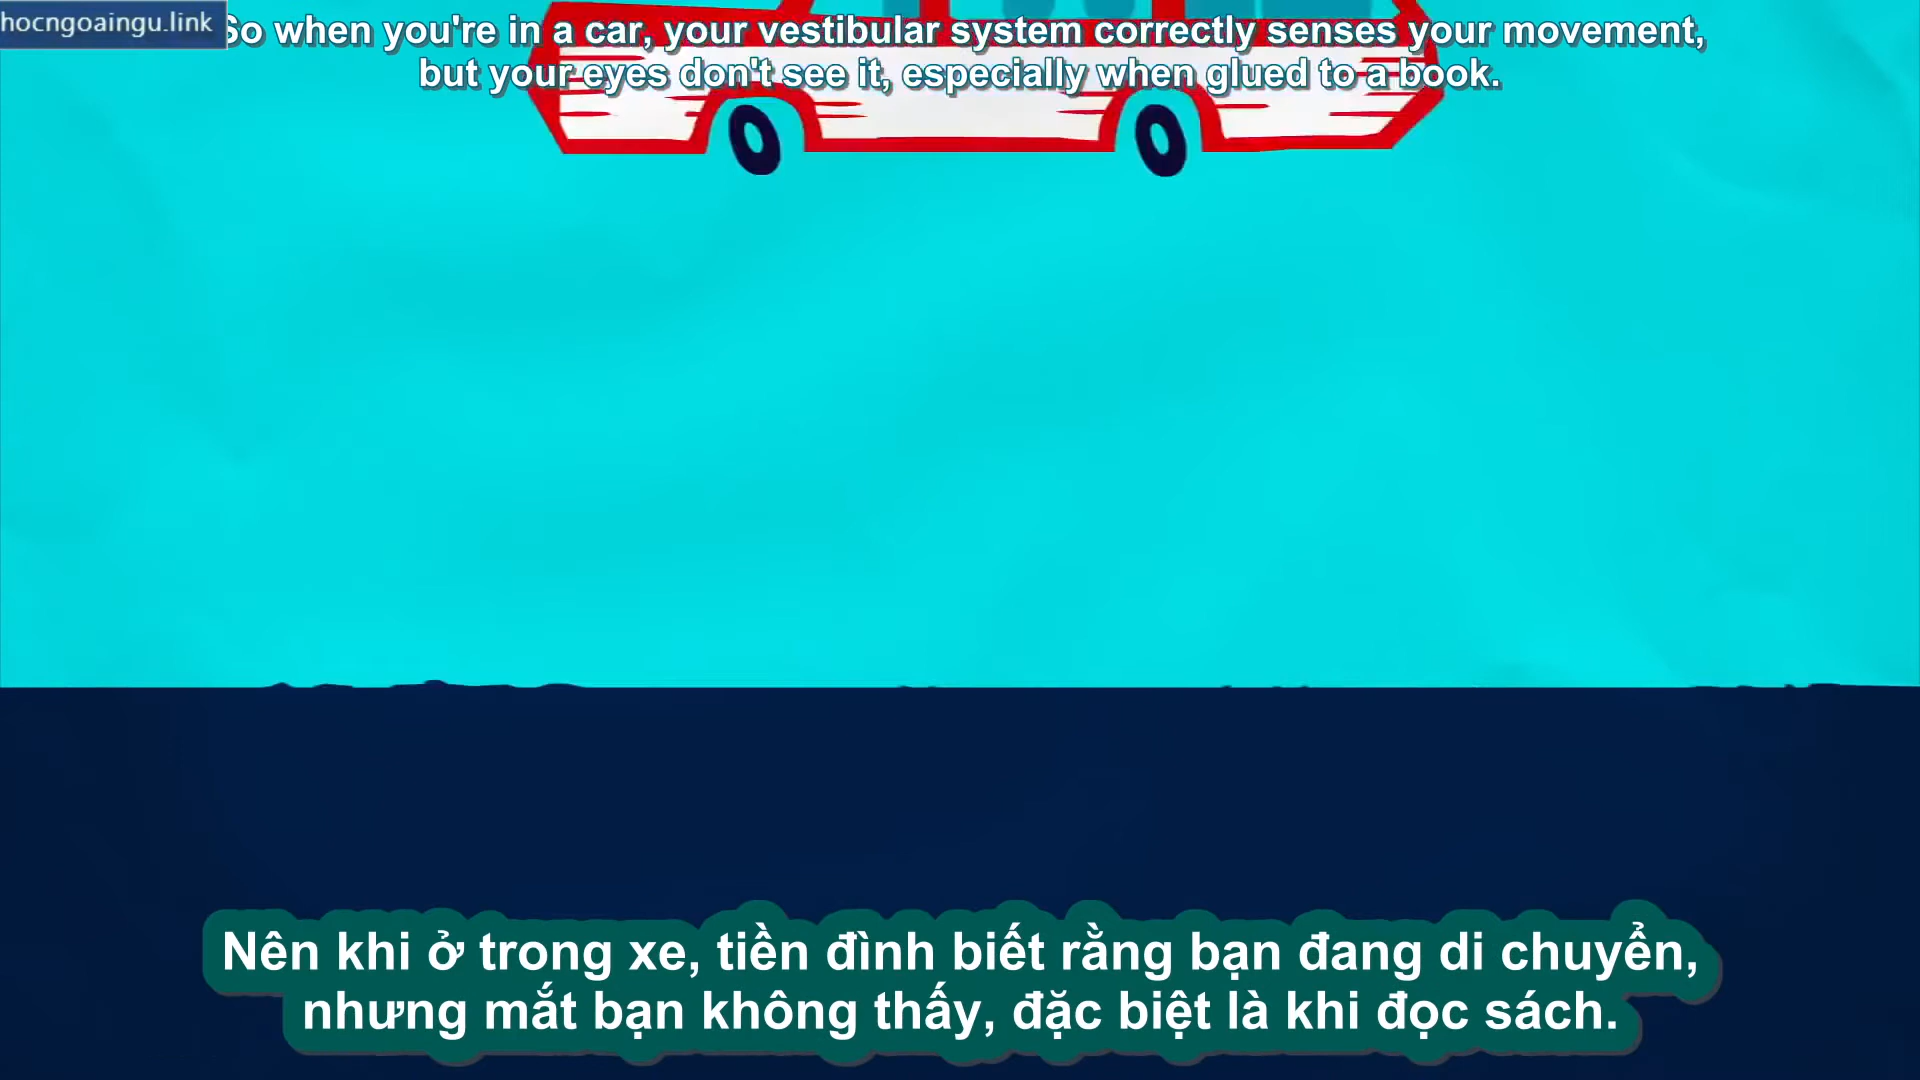 hocngoaingu.link
So when you're in a car, your vestibular system correctly senses your movement,
but your eyes don't see it, especially when glued to a book.
Nên khi ở trong xe, tiền đình biết rằng bạn đang di chuyển,
nhưng mắt bạn không thấy, đặc biệt là khi đọc sách.